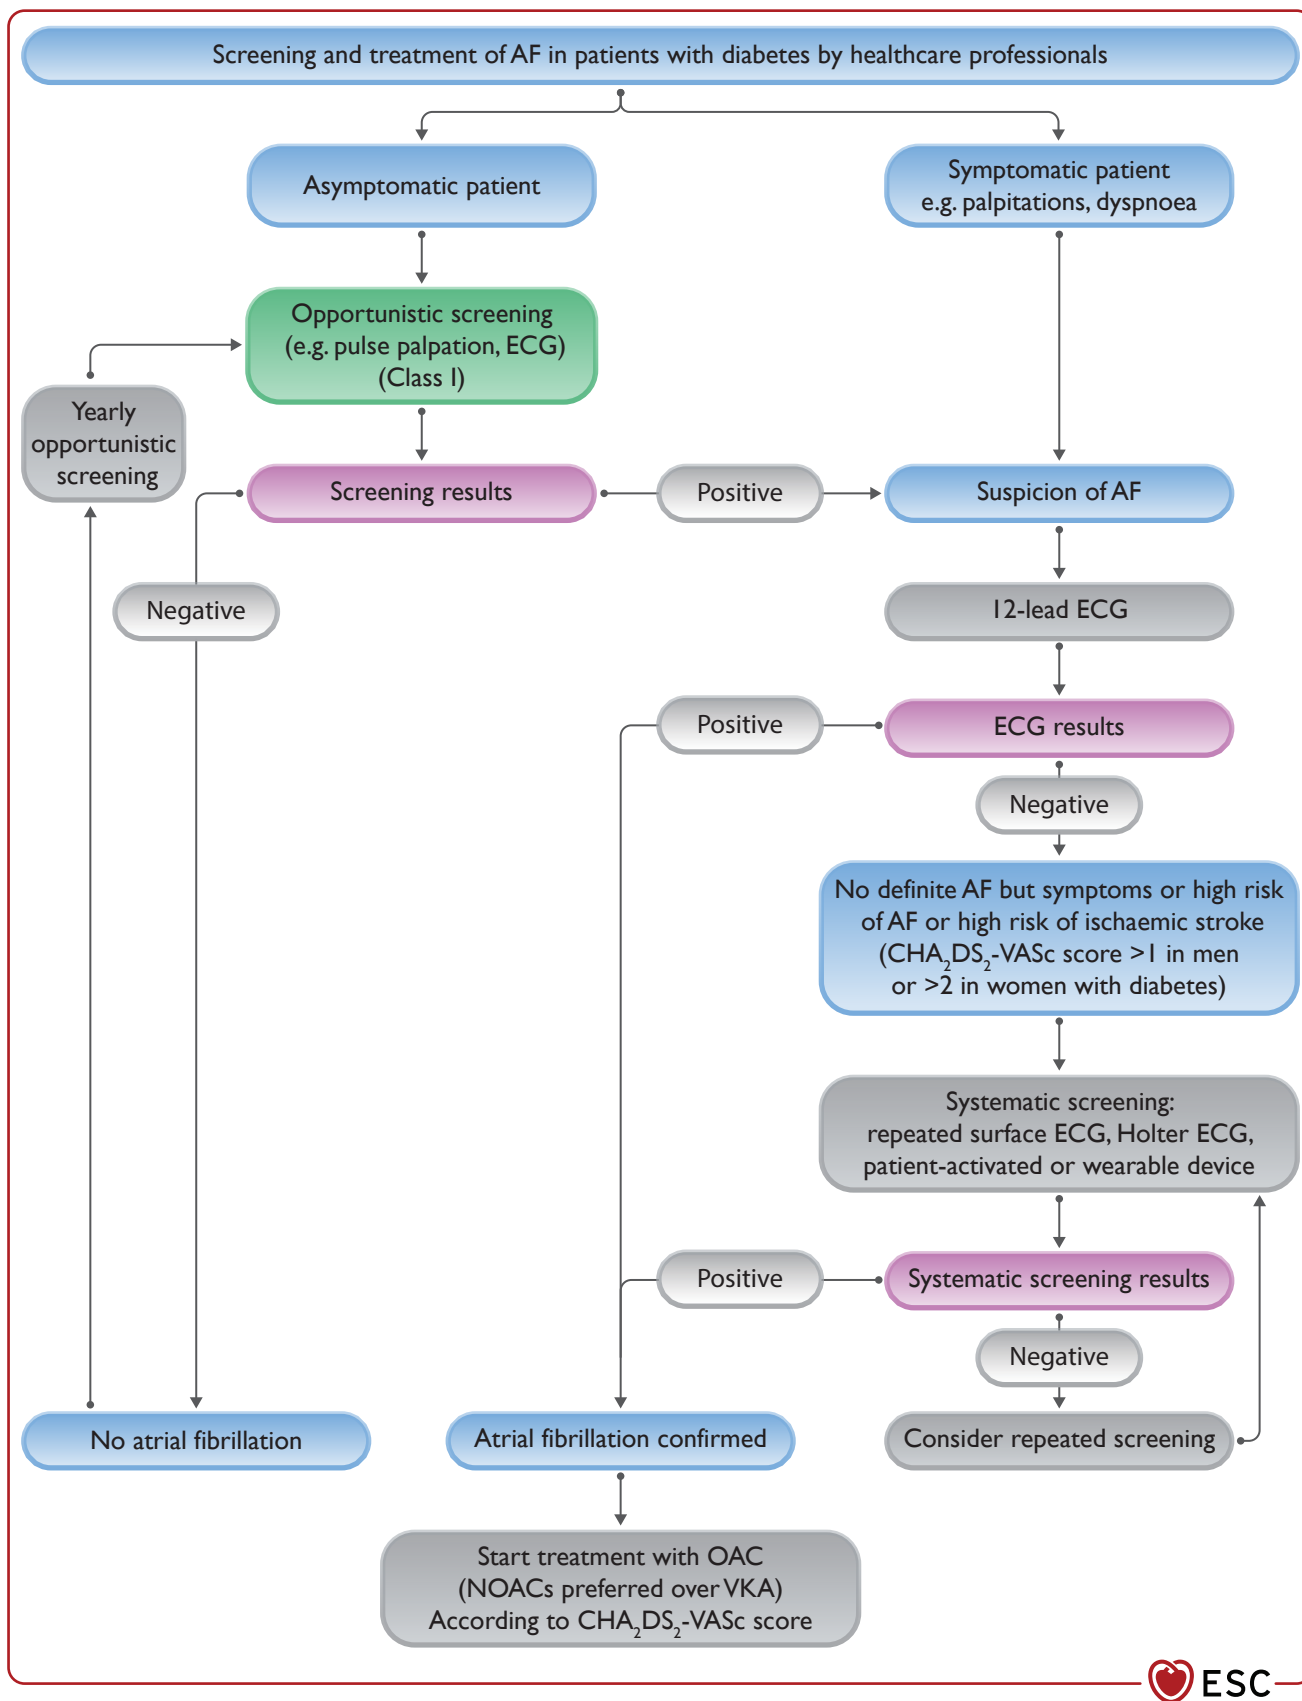 Screening and treatment of AF in patients with diabetes by healthcare professionals
Asymptomatic patient
Symptomatic patient
e.g. palpitations, dyspnoea
Opportunistic screening
(e.g. pulse palpation, ECG)
(Class I)
Yearly
opportunistic
screening
Screening results
Positive
Suspicion of AF
Negative
12-lead ECG
Positive
ECG results
Negative
No definite AF but symptoms or high risk
of AF or high risk of ischaemic stroke
(CHA₂DS₂-VASc score >1 in men
or >2 in women with diabetes)
Systematic screening:
repeated surface ECG, Holter ECG,
patient-activated or wearable device
Positive
Systematic screening results
Negative
No atrial fibrillation
Atrial fibrillation confirmed
Consider repeated screening
Start treatment with OAC
(NOACs preferred over VKA)
According to CHA₂DS₂-VASc score
ESC